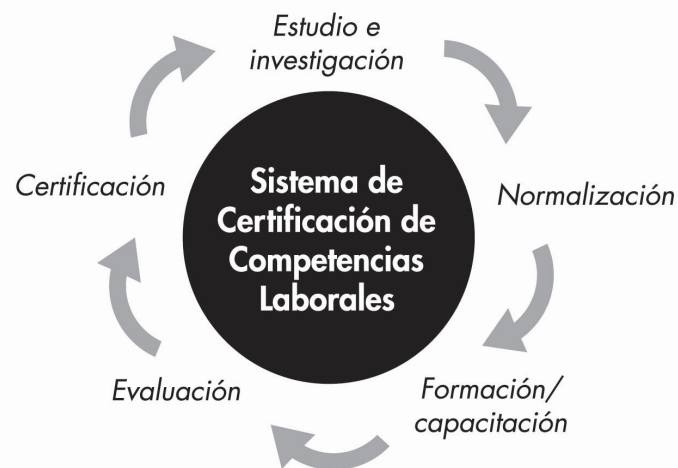 Estudio e
investigación
Normalización
Formación/
capacitación
Evaluación
Certificación
Sistema de
Certificación de
Competencias
Laborales